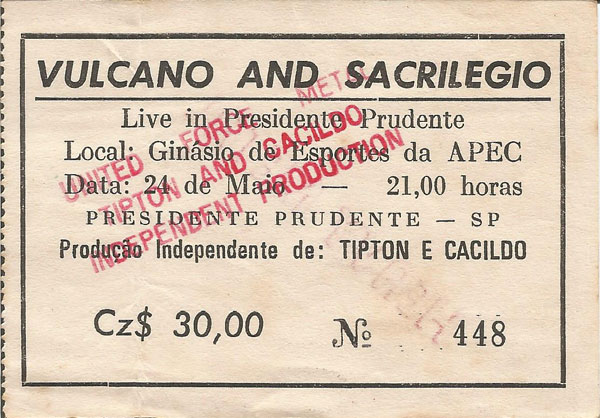 VULCANO AND SACRILEGIO
Live in Presidente Prudente
Local: Ginásio de Esportes da APEC
Data: 24 de Maio — 21,00 horas
PRESIDENTE PRUDENTE — SP
Produção Independente de: TIPTON E CACILDO
Cz$ 30,00 Nº 448
UNITED FORCE METAL
TIPTON AND CACILDO
INDEPENDENT PRODUCTION